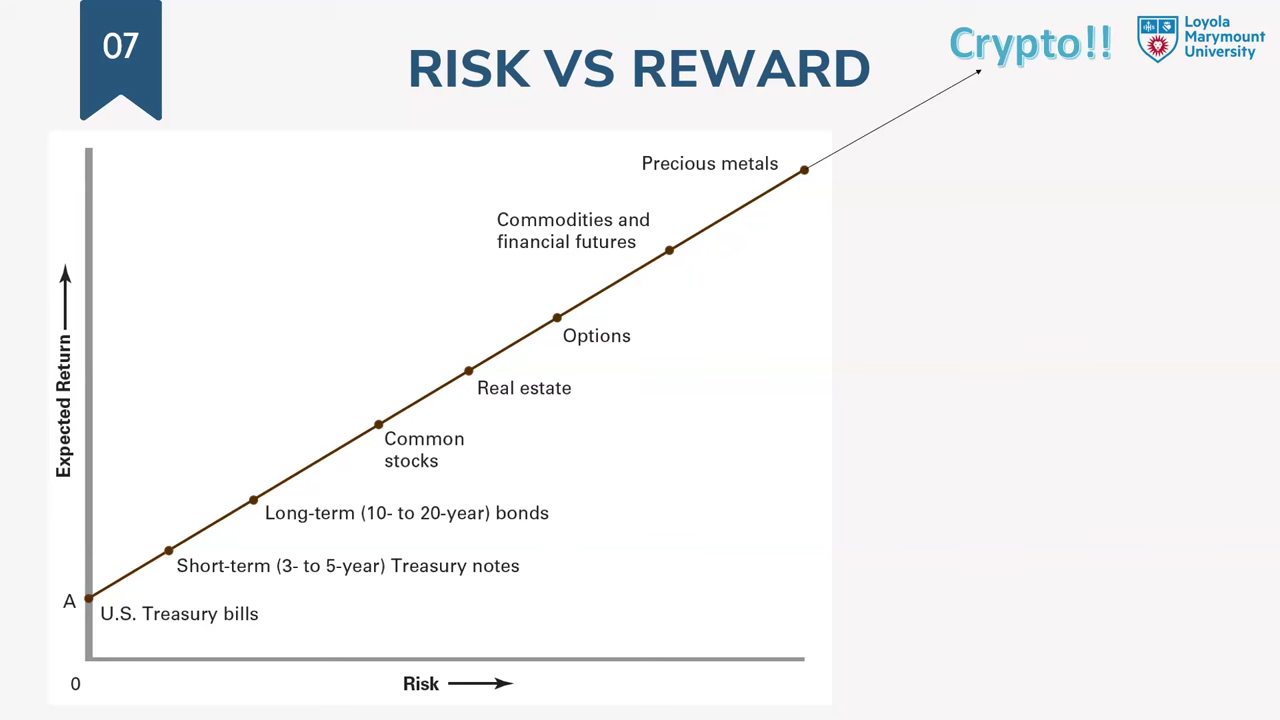 07
RISK VS REWARD
Crypto!!
Loyola
Marymount
University
Precious metals
Commodities and
financial futures
Options
Real estate
Common
stocks
Long-term (10- to 20-year) bonds
Short-term (3- to 5-year) Treasury notes
A
U.S. Treasury bills
Expected Return
0
Risk